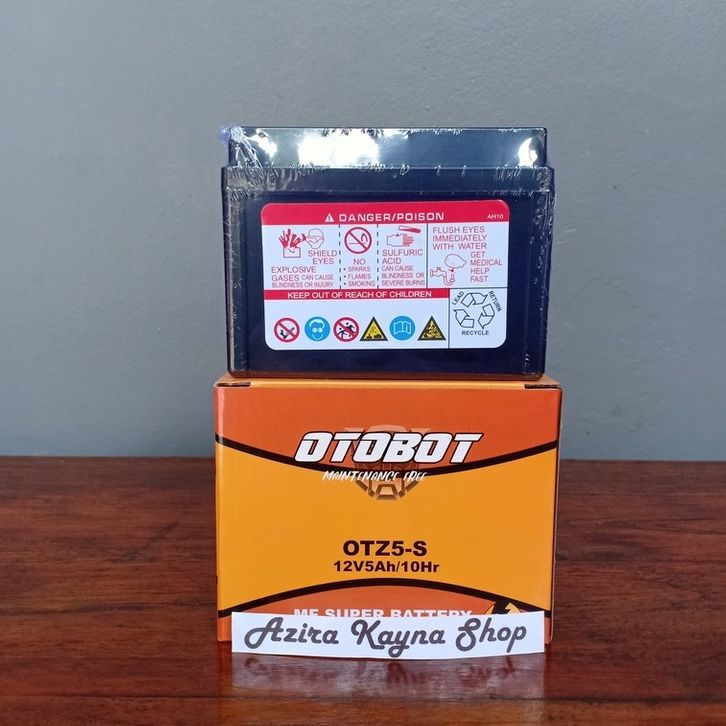 DANGER/POISON
AH10
SHIELD
EYES
EXPLOSIVE
GASES CAN CAUSE
BLINDNESS OR INJURY
NO
• SPARKS
• FLAMES
• SMOKING
SULFURIC
ACID
CAN CAUSE
BLINDNESS OR
SEVERE BURNS
FLUSH EYES
IMMEDIATELY
WITH WATER
GET
MEDICAL
HELP
FAST
KEEP OUT OF REACH OF CHILDREN
LEAD
RETURN
RECYCLE
OTOBOT
MAINTENANCE FREE
OTZ5-S
12V5Ah/10Hr
MF SUPER BATTERY
Azira Kayna Shop